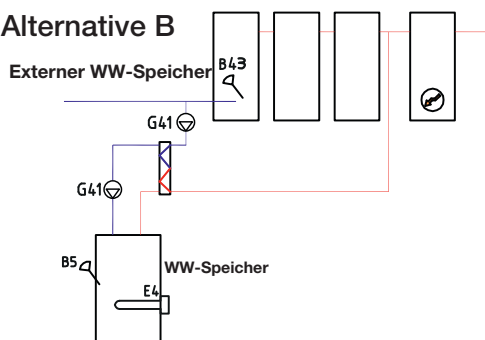 Alternative B
Externer WW-Speicher
B43
G41
G41
B5
WW-Speicher
E4